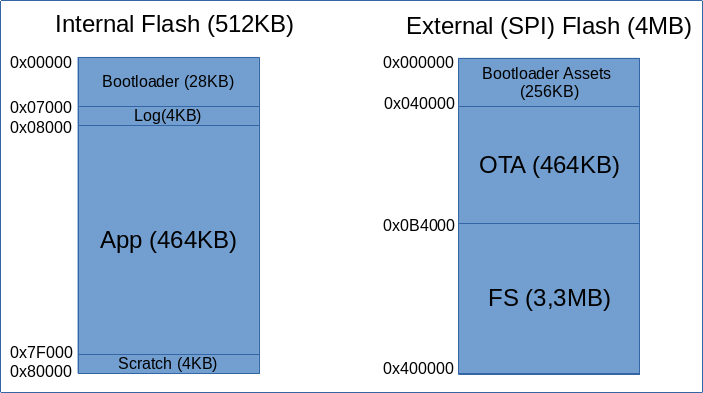 Internal Flash (512KB)
0x00000
Bootloader (28KB)
0x07000
Log(4KB)
0x08000
App (464KB)
0x7F000
Scratch (4KB)
0x80000
External (SPI) Flash (4MB)
0x000000
Bootloader Assets
(256KB)
0x040000
OTA (464KB)
0x0B4000
FS (3,3MB)
0x400000